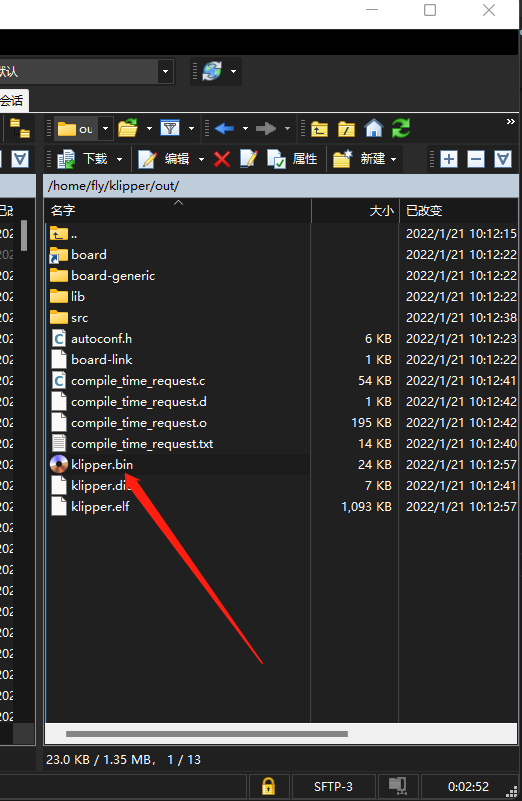 默认
会话
ou
下载 编辑 属性 新建
/home/fly/klipper/out/
名字 大小 已改变
.. 2022/1/21 10:12:15
board 2022/1/21 10:12:22
board-generic 2022/1/21 10:12:22
lib 2022/1/21 10:12:22
src 2022/1/21 10:12:38
autoconf.h 6 KB 2022/1/21 10:12:23
board-link 1 KB 2022/1/21 10:12:22
compile_time_request.c 54 KB 2022/1/21 10:12:41
compile_time_request.d 1 KB 2022/1/21 10:12:41
compile_time_request.o 195 KB 2022/1/21 10:12:42
compile_time_request.txt 14 KB 2022/1/21 10:12:40
klipper.bin 24 KB 2022/1/21 10:12:57
klipper.di 7 KB 2022/1/21 10:12:41
klipper.elf 1,093 KB 2022/1/21 10:12:57
23.0 KB / 1.35 MB， 1 / 13
SFTP-3 0:02:52